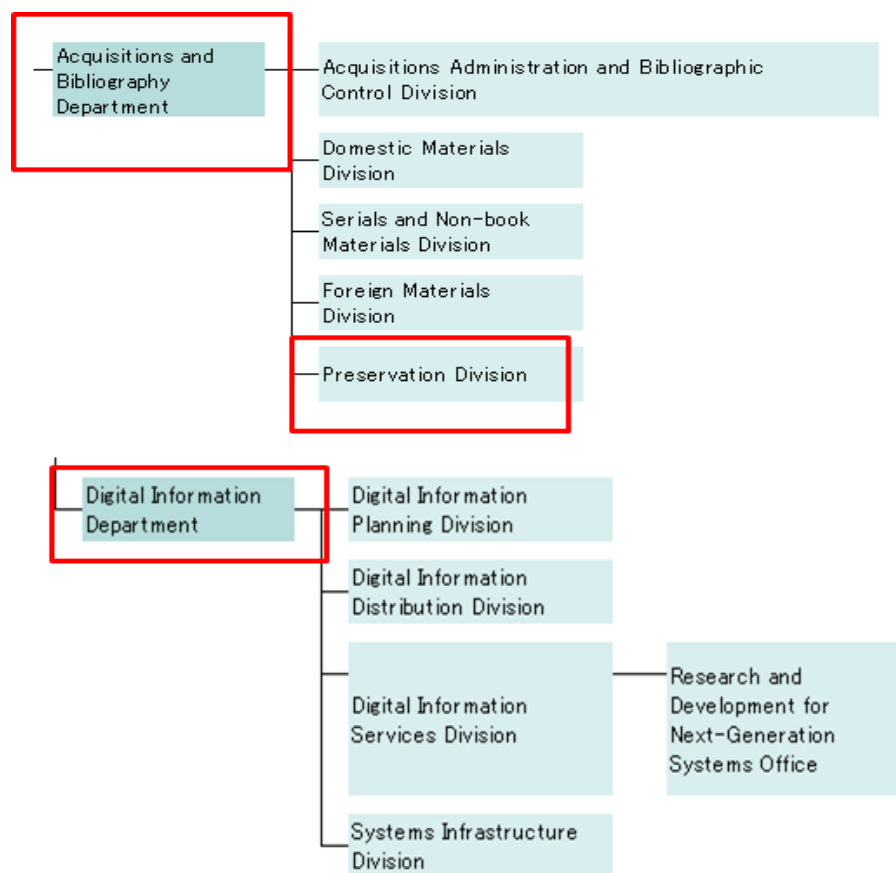 Acquisitions and
Bibliography
Department
Acquisitions Administration and Bibliographic
Control Division
Domestic Materials
Division
Serials and Non-book
Materials Division
Foreign Materials
Division
Preservation Division
Digital Information
Department
Digital Information
Planning Division
Digital Information
Distribution Division
Digital Information
Services Division
Research and
Development for
Next-Generation
Systems Office
Systems Infrastructure
Division